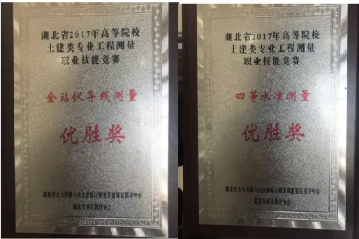 湖北省2017年高等院校
土建类专业工程测量
职业技能竞赛
全站仪导线测量
优胜奖
湖北省2017年高等院校
土建类专业工程测量
职业技能竞赛
四等水准测量
优胜奖